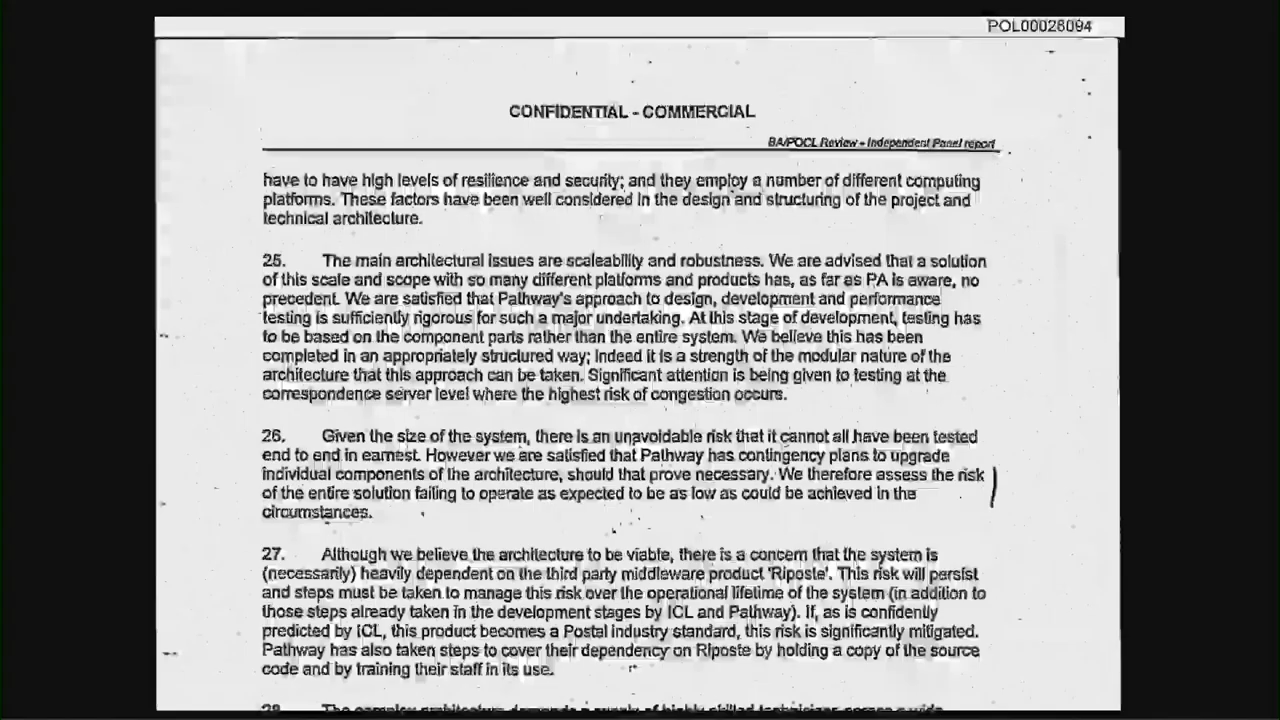 POL00028094
CONFIDENTIAL - COMMERCIAL
BA/POCL Review - Independent Panel report
have to have high levels of resilience and security; and they employ a number of different computing
platforms. These factors have been well considered in the design and structuring of the project and
technical architecture.
25. The main architectural issues are scaleability and robustness. We are advised that a solution
of this scale and scope with so many different platforms and products has, as far as PA is aware, no
precedent. We are satisfied that Pathway's approach to design, development and performance
testing is sufficiently rigorous for such a major undertaking. At this stage of development, testing has
to be based on the component parts rather than the entire system. We believe this has been
completed in an appropriately structured way; indeed it is a strength of the modular nature of the
architecture that this approach can be taken. Significant attention is being given to testing at the
correspondence server level where the highest risk of congestion occurs.
26. Given the size of the system, there is an unavoidable risk that it cannot all have been tested
end to end in earnest. However we are satisfied that Pathway has contingency plans to upgrade
individual components of the architecture, should that prove necessary. We therefore assess the risk
of the entire solution failing to operate as expected to be as low as could be achieved in the
circumstances.
27. Although we believe the architecture to be viable, there is a concern that the system is
(necessarily) heavily dependent on the third party middleware product 'Riposte'. This risk will persist
and steps must be taken to manage this risk over the operational lifetime of the system (in addition to
those steps already taken in the development stages by ICL and Pathway). If, as is confidently
predicted by ICL, this product becomes a Postal industry standard, this risk is significantly mitigated.
Pathway has also taken steps to cover their dependency on Riposte by holding a copy of the source
code and by training their staff in its use.
28. The complex architecture demands a supply of highly skilled technicians across a wide